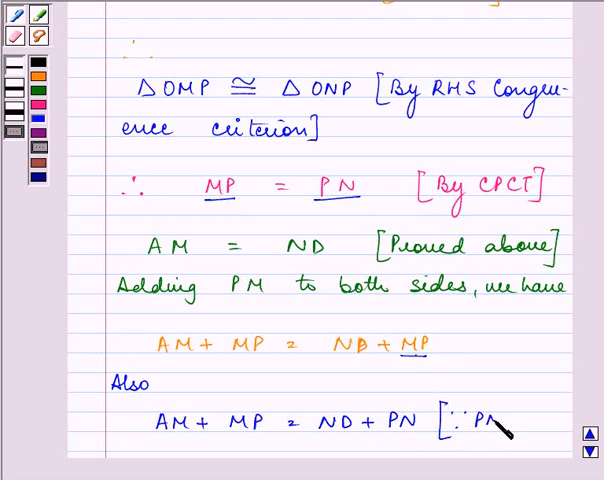 ∴
△ OMP ≅ △ ONP [By RHS Congru-
ence criterion]
∴ MP = PN [By CPCT]
AM = ND [Proved above]
Adding PM to both sides, we have
AM + MP = ND + MP
Also
AM + MP = ND + PN [∵ PN